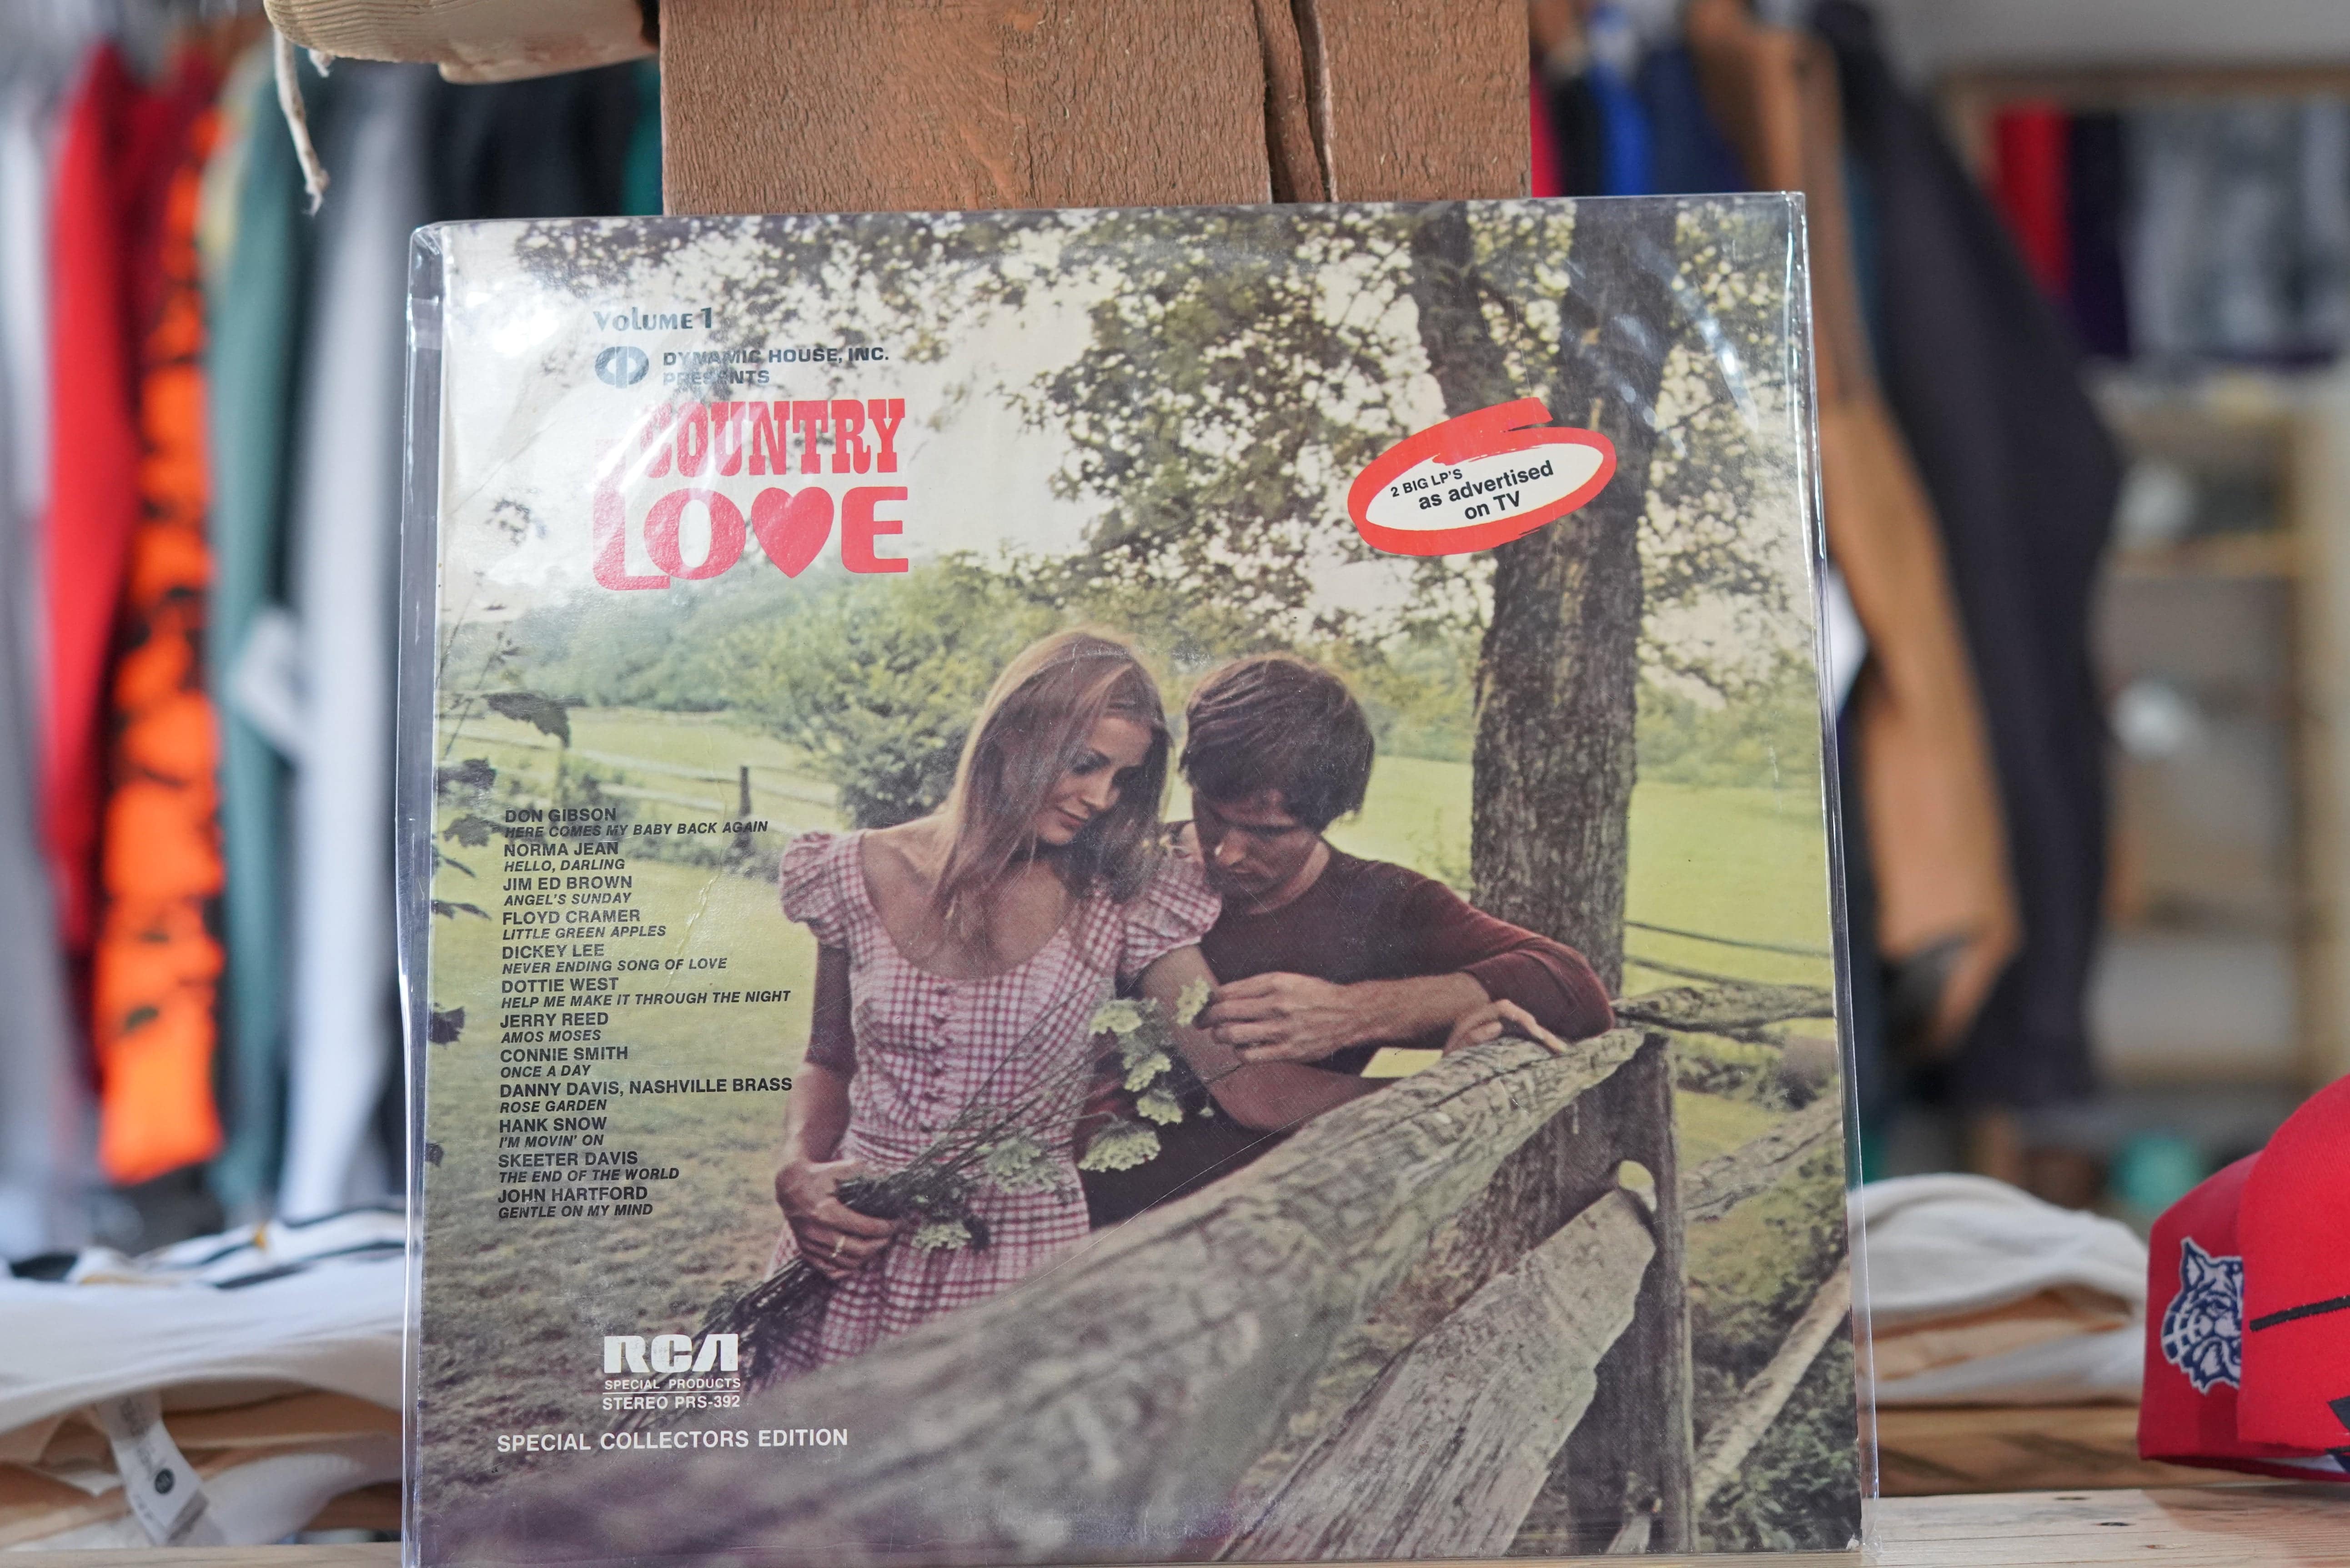 VOLUME 1
DYNAMIC HOUSE, INC.
PRESENTS
COUNTRY
LOVE
2 BIG LP'S
as advertised
on TV
DON GIBSON
HERE COMES MY BABY BACK AGAIN
NORMA JEAN
HELLO, DARLING
JIM ED BROWN
ANGEL'S SUNDAY
FLOYD CRAMER
LITTLE GREEN APPLES
DICKEY LEE
NEVER ENDING SONG OF LOVE
DOTTIE WEST
HELP ME MAKE IT THROUGH THE NIGHT
JERRY REED
AMOS MOSES
CONNIE SMITH
ONCE A DAY
DANNY DAVIS, NASHVILLE BRASS
ROSE GARDEN
HANK SNOW
I'M MOVIN' ON
SKEETER DAVIS
THE END OF THE WORLD
JOHN HARTFORD
GENTLE ON MY MIND
RCA
SPECIAL PRODUCTS
STEREO PRS-392
SPECIAL COLLECTORS EDITION